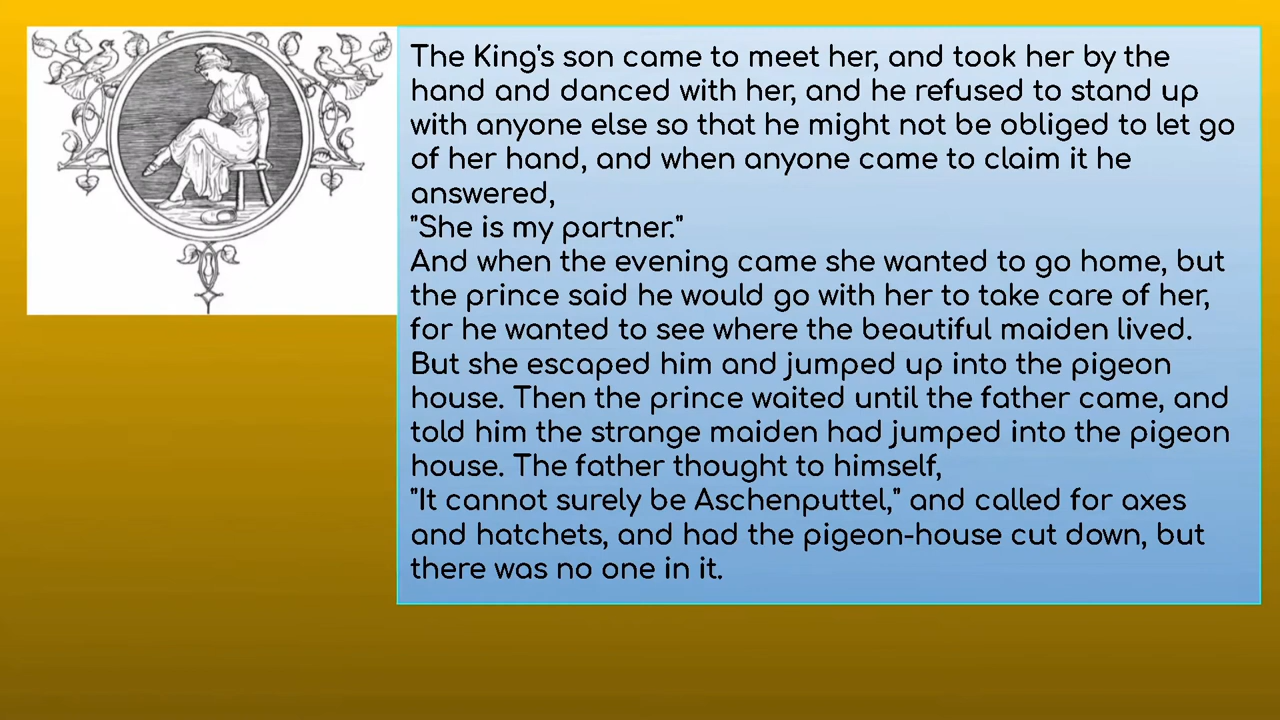 The King's son came to meet her, and took her by the
hand and danced with her, and he refused to stand up
with anyone else so that he might not be obliged to let go
of her hand, and when anyone came to claim it he
answered,
"She is my partner."
And when the evening came she wanted to go home, but
the prince said he would go with her to take care of her,
for he wanted to see where the beautiful maiden lived.
But she escaped him and jumped up into the pigeon
house. Then the prince waited until the father came, and
told him the strange maiden had jumped into the pigeon
house. The father thought to himself,
"It cannot surely be Aschenputtel," and called for axes
and hatchets, and had the pigeon-house cut down, but
there was no one in it.